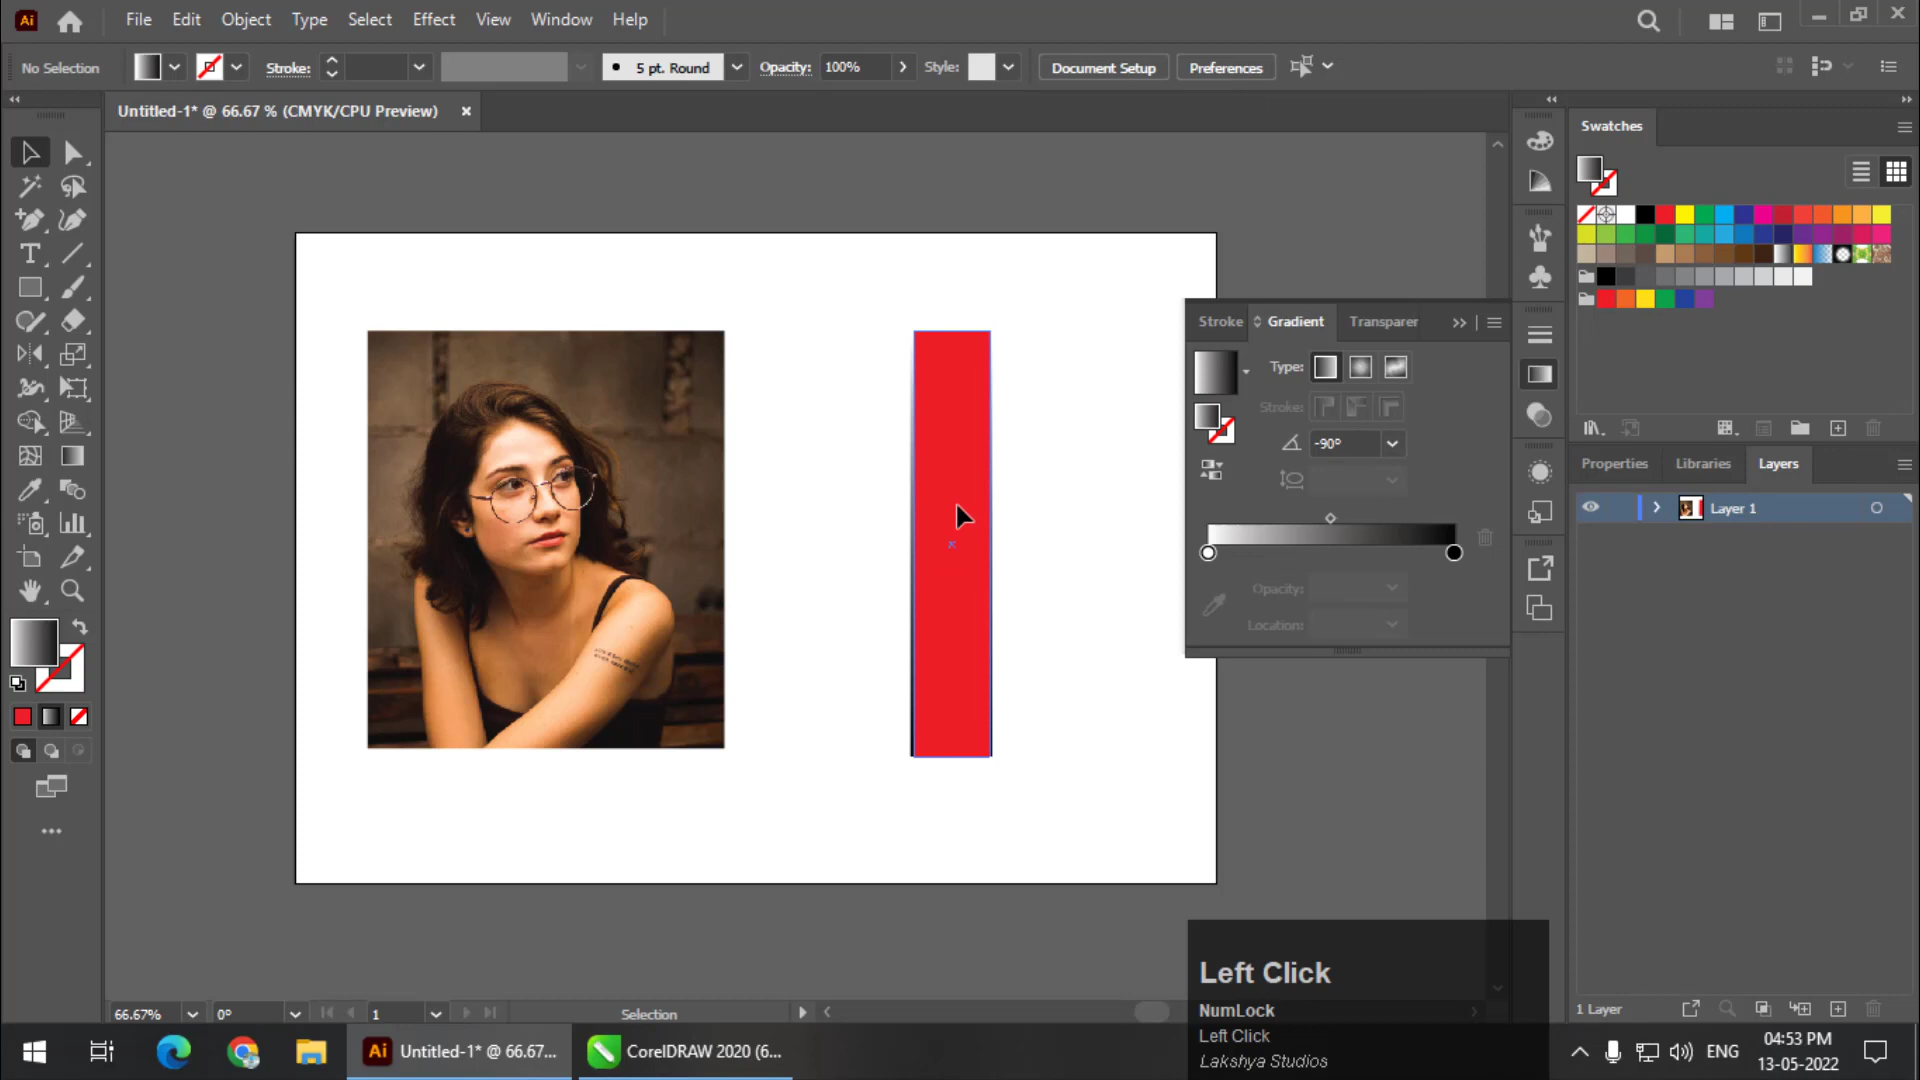 Ai File Edit Object Type Select Effect View Window Help
No Selection Stroke: 5 pt. Round Opacity: 100% Style: Document Setup Preferences
Untitled-1* @ 66.67 % (CMYK/CPU Preview)
Swatches
Stroke Gradient Transparer
Type:
Stroke:
-90°
Opacity:
Location:
Properties Libraries Layers
Layer 1
1 Layer
66.67% 0° 1 Selection
Left Click
NumLock
Left Click
Lakshya Studios
Ai Untitled-1* @ 66.67... CorelDRAW 2020 (6...
ENG
04:53 PM
13-05-2022